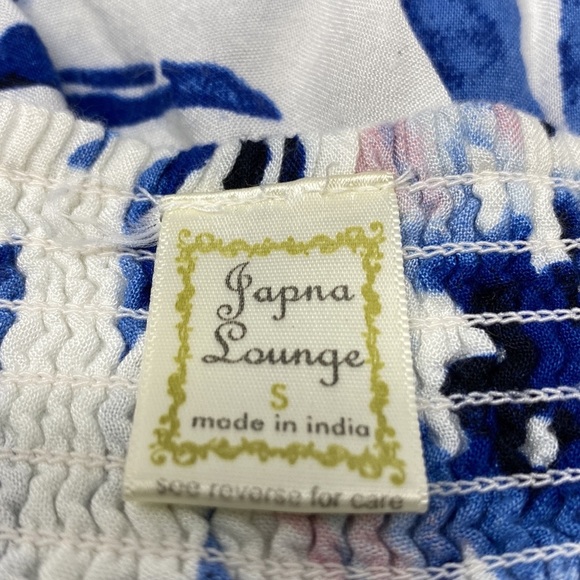 Japna
Lounge
S
made in india
see reverse for care